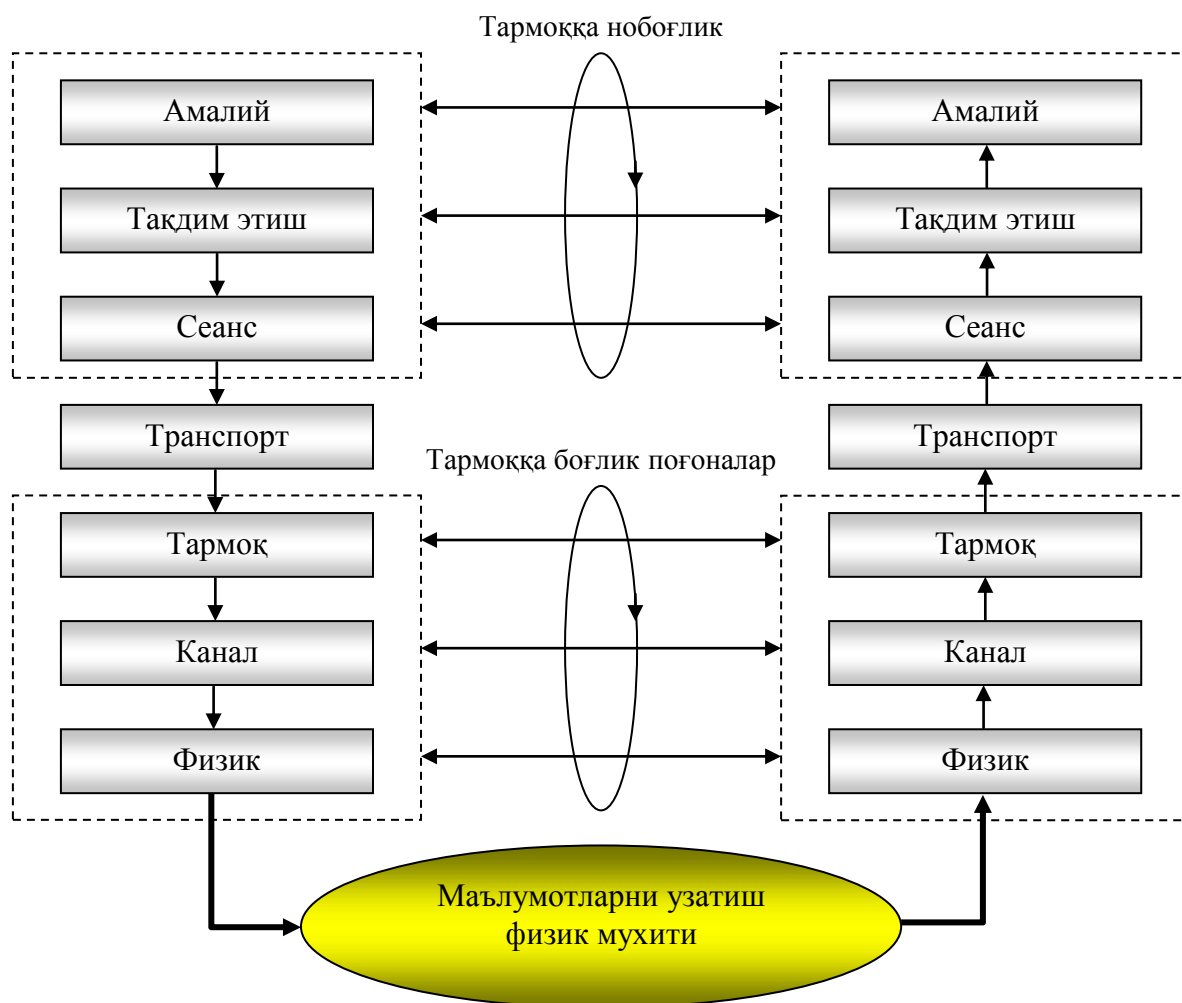 Тармоққа нобоғлик
Амалий
Амалий
Тақдим этиш
Тақдим этиш
Сеанс
Сеанс
Транспорт
Транспорт
Тармоққа боғлик поғоналар
Тармоқ
Тармоқ
Канал
Канал
Физик
Физик
Маълумотларни узатиш
физик мухити